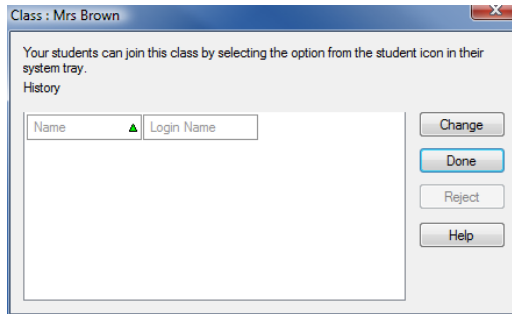 Class : Mrs Brown
Your students can join this class by selecting the option from the student icon in their
system tray.
History
Name Login Name
Change
Done
Reject
Help